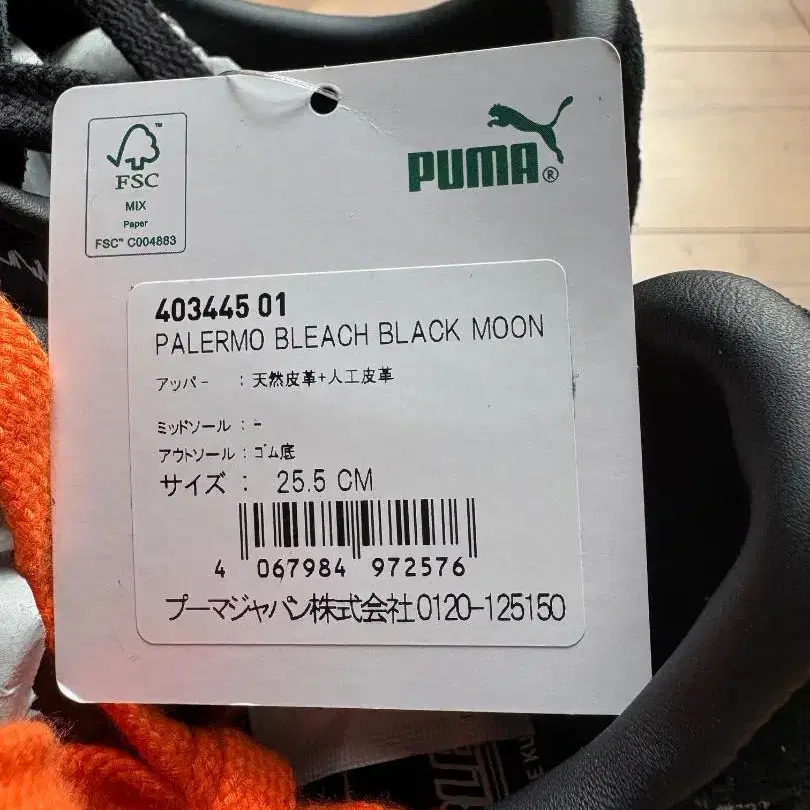 FSC
™
MIX
Paper
FSC™ C004883
PUMA®
403445 01
PALERMO BLEACH BLACK MOON
アッパー : 天然皮革+人工皮革
ミッドソール : -
アウトソール : ゴム底
サイズ : 25.5 CM
4 067984 972576
プーマジャパン株式会社0120-125150